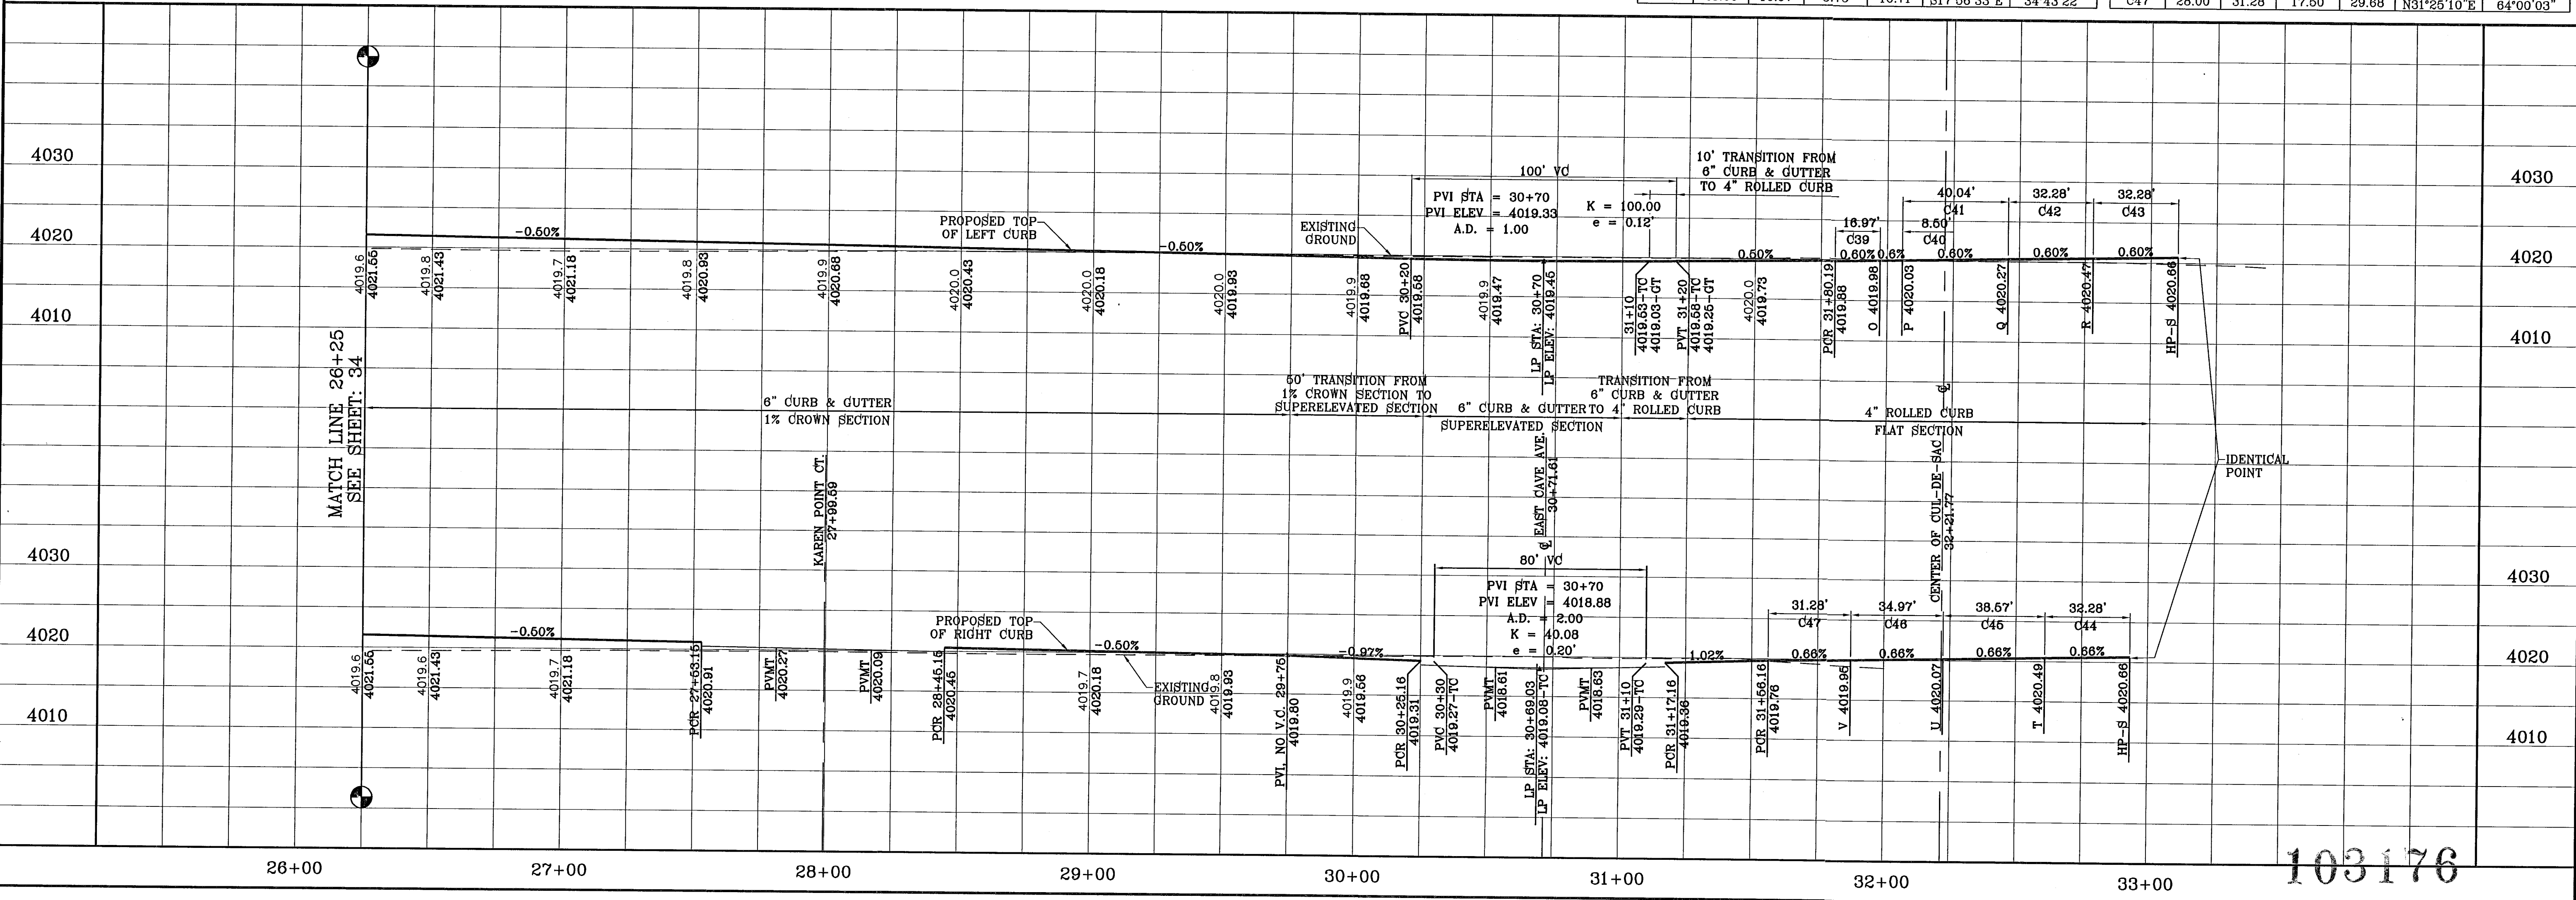 S17°56'33"E 34°43'22"
C47 28.00 31.28 17.50 29.68 N31°25'10"E 64°00'03"
4030
4020
4010
4030
4020
4010
MATCH LINE 26+25
SEE SHEET: 34
-0.50%
PROPOSED TOP
OF LEFT CURB
-0.50%
EXISTING
GROUND
100' VC
PVI STA = 30+70
PVI ELEV = 4019.33
A.D. = 1.00
K = 100.00
e = 0.12'
10' TRANSITION FROM
6" CURB & GUTTER
TO 4" ROLLED CURB
0.50%
16.97'
C39
0.60%
0.6%
40.04'
C41
8.50'
C40
0.60%
32.28'
C42
0.60%
32.28'
C43
0.60%
4019.6
4021.55
4019.8
4021.43
4019.7
4021.18
4019.8
4020.93
4019.9
4020.68
4020.0
4020.43
4020.0
4020.18
4020.0
4019.93
4019.9
4019.68
PVC 30+20
4019.58
4019.9
4019.47
LP STA: 30+70
LP ELEV: 4019.45
31+10
4019.53-TC
4019.03-GT
PVT 31+20
4019.58-TC
4019.25-GT
4020.0
4019.73
PCR 31+80.19
4019.88
O 4019.98
P 4020.03
Q 4020.27
R 4020.47
HP-S 4020.66
6" CURB & GUTTER
1% CROWN SECTION
50' TRANSITION FROM
1% CROWN SECTION TO
SUPERELEVATED SECTION
6" CURB & GUTTER
SUPERELEVATED SECTION
TRANSITION FROM
6" CURB & GUTTER
TO 4" ROLLED CURB
4" ROLLED CURB
FLAT SECTION
KAREN POINT CT.
27+99.59
℄ EAST CAVE AVE.
30+71.61
℄
CENTER OF CUL-DE-SAC
32+21.77
IDENTICAL
POINT
4030
4020
4010
4030
4020
4010
-0.50%
PROPOSED TOP
OF RIGHT CURB
-0.50%
EXISTING
GROUND
-0.97%
80' VC
PVI STA = 30+70
PVI ELEV = 4018.88
A.D. = 2.00
K = 40.08
e = 0.20'
1.02%
31.28'
C47
0.66%
34.97'
C46
0.66%
38.57'
C45
0.66%
32.28'
C44
0.66%
4019.6
4021.55
4019.6
4021.43
4019.7
4021.18
PCR 27+53.15
4020.91
PVMT
4020.27
PVMT
4020.09
PCR 28+45.15
4020.45
4019.7
4020.18
4019.8
4019.93
PVI, NO V.C. 29+75
4019.80
4019.9
4019.56
PCR 30+25.16
4019.31
PVC 30+30
4019.27-TC
PVMT
4018.61
LP STA: 30+69.03
LP ELEV: 4019.08-TC
PVMT
4018.63
PVT 31+10
4019.29-TC
PCR 31+17.16
4019.36
PCR 31+56.16
4019.76
V 4019.95
U 4020.07
T 4020.49
HP-S 4020.66
26+00
27+00
28+00
29+00
30+00
31+00
32+00
33+00
103176